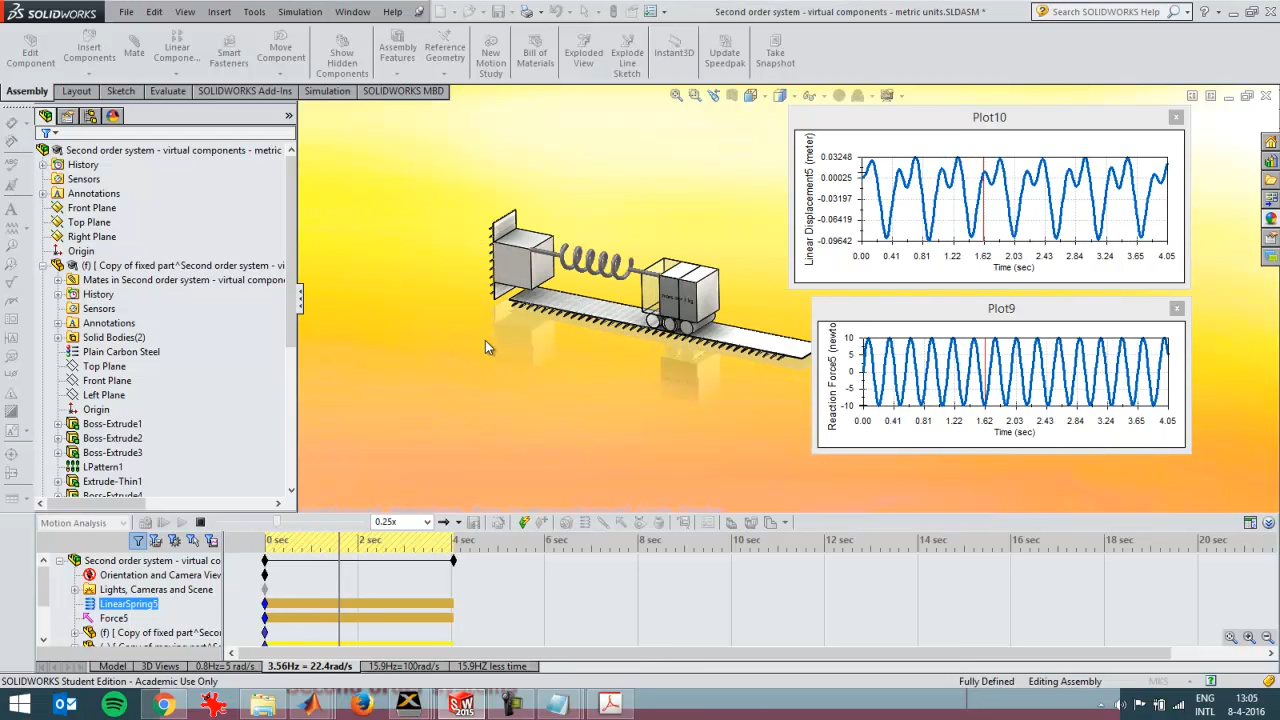 SOLIDWORKS
File Edit View Insert Tools Simulation Window Help
Second order system - virtual components - metric units.SLDASM *
Search SOLIDWORKS Help
Edit Component
Insert Components
Mate
Linear Compone...
Smart Fasteners
Move Component
Show Hidden Components
Assembly Features
Reference Geometry
New Motion Study
Bill of Materials
Exploded View
Explode Line Sketch
Instant3D
Update Speedpak
Take Snapshot
Assembly Layout Sketch Evaluate SOLIDWORKS Add-Ins Simulation SOLIDWORKS MBD
Second order system - virtual components - metric
History
Sensors
Annotations
Front Plane
Top Plane
Right Plane
Origin
(f) [ Copy of fixed part^Second order system - vi
Mates in Second order system - virtual compon
History
Sensors
Annotations
Solid Bodies(2)
Plain Carbon Steel
Top Plane
Front Plane
Left Plane
Origin
Boss-Extrude1
Boss-Extrude2
Boss-Extrude3
LPattern1
Extrude-Thin1
Boss-Extrude4
Plot10
Linear Displacement5 (meter)
0.03248
0.00025
-0.03197
-0.06419
-0.09642
0.00 0.41 0.81 1.22 1.62 2.03 2.43 2.84 3.24 3.65 4.05
Time (sec)
Plot9
Reaction Force5 (newto
10
5
0
-5
-10
0.00 0.41 0.81 1.22 1.62 2.03 2.43 2.84 3.24 3.65 4.05
Time (sec)
Motion Analysis
0.25x
0 sec 2 sec 4 sec 6 sec 8 sec 10 sec 12 sec 14 sec 16 sec 18 sec 20 sec
Second order system - virtual co
Orientation and Camera View
Lights, Cameras and Scene
LinearSpring5
Force5
(f) [ Copy of fixed part^Secor
Model 3D Views 0.8Hz=5 rad/s 3.56Hz = 22.4rad/s 15.9Hz=100rad/s 15.9HZ less time
SOLIDWORKS Student Edition - Academic Use Only
Fully Defined Editing Assembly MKS
ENG 13:05
INTL 8-4-2016